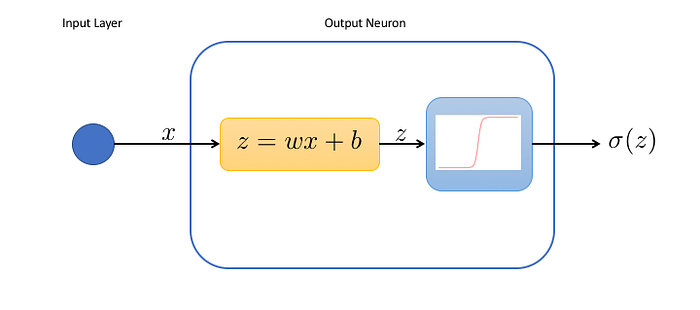 Input Layer
Output Neuron
x
z = wx + b
z
σ(z)